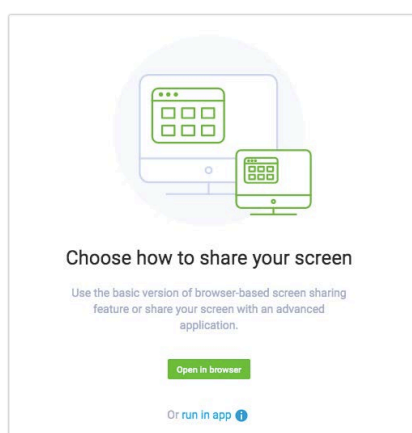 Choose how to share your screen
Use the basic version of browser-based screen sharing
feature or share your screen with an advanced
application.
Open in browser
Or run in app